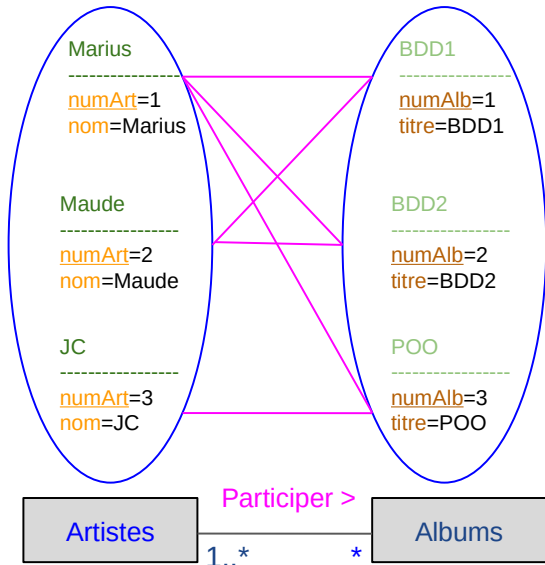 Marius
-----------------
numArt=1
nom=Marius
Maude
-----------------
numArt=2
nom=Maude
JC
-----------------
numArt=3
nom=JC
BDD1
-----------------
numAlb=1
titre=BDD1
BDD2
-----------------
numAlb=2
titre=BDD2
POO
-----------------
numAlb=3
titre=POO
Participer >
Artistes
1..*
*
Albums